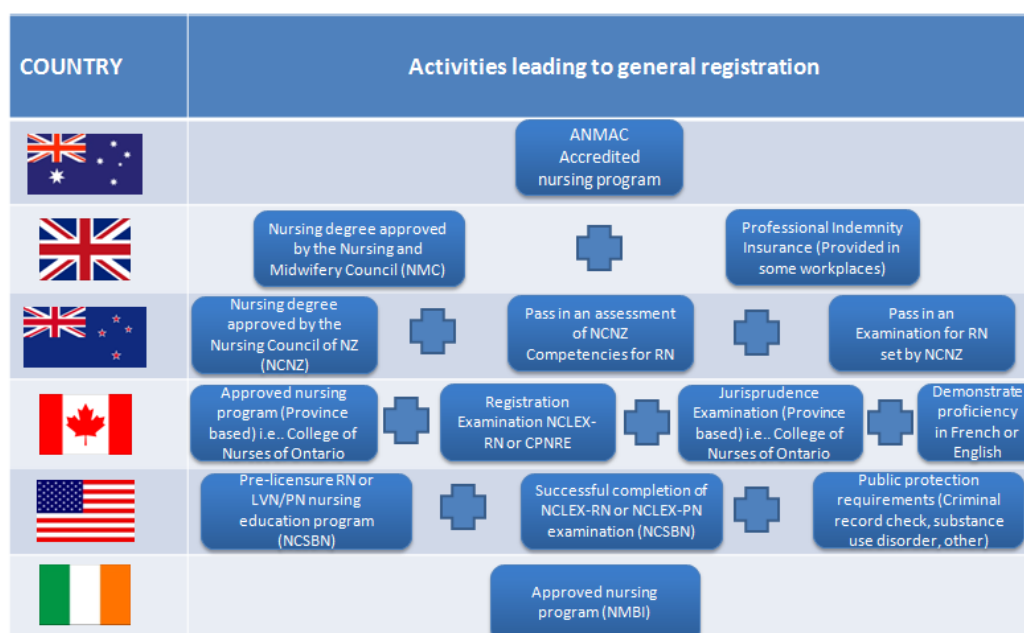 COUNTRY
Activities leading to general registration
ANMAC
Accredited
nursing program
Nursing degree approved
by the Nursing and
Midwifery Council (NMC)
Professional Indemnity
Insurance (Provided in
some workplaces)
Nursing degree
approved by the
Nursing Council of NZ
(NCNZ)
Pass in an assessment
of NCNZ
Competencies for RN
Pass in an
Examination for RN
set by NCNZ
Approved nursing
program (Province
based) i.e.. College of
Nurses of Ontario
Registration
Examination NCLEX-
RN or CPNRE
Jurisprudence
Examination (Province
based) i.e.. College of
Nurses of Ontario
Demonstrate
proficiency
in French or
English
Pre-licensure RN or
LVN/PN nursing
education program
(NCSBN)
Successful completion of
NCLEX-RN or NCLEX-PN
examination (NCSBN)
Public protection
requirements (Criminal
record check, substance
use disorder, other)
Approved nursing
program (NMBI)